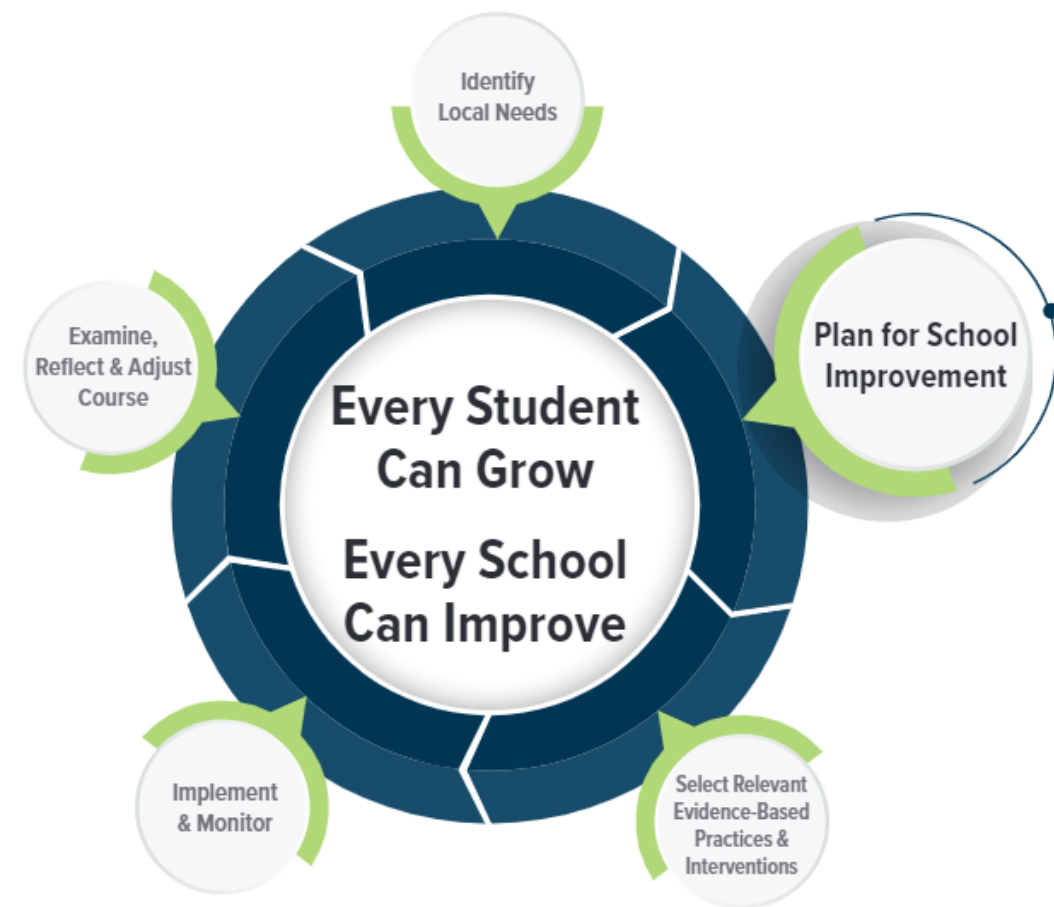 Identify
Local Needs
Plan for School
Improvement
Select Relevant
Evidence-Based
Practices &
Interventions
Implement
& Monitor
Examine,
Reflect & Adjust
Course
Every Student
Can Grow
Every School
Can Improve